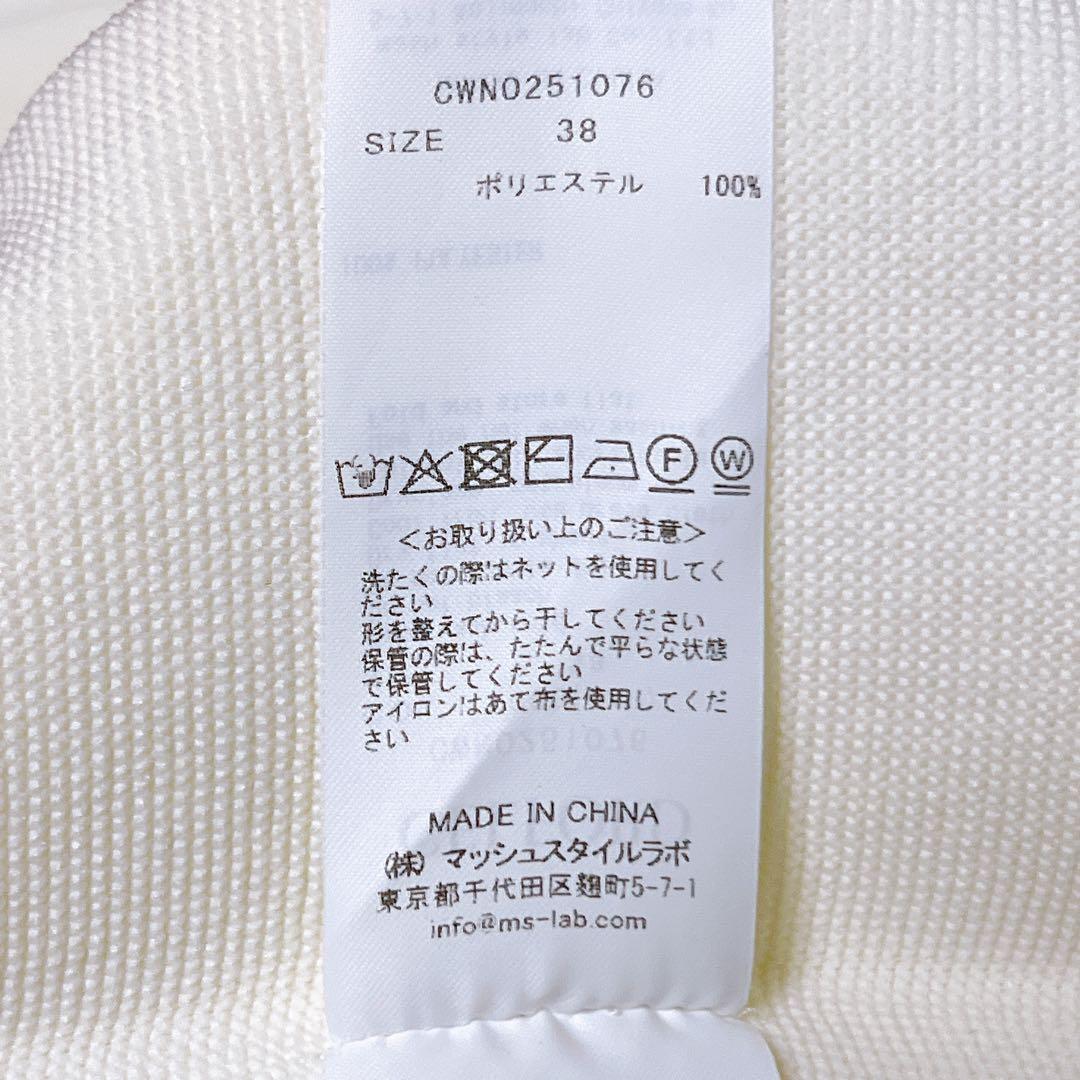 CWN0251076
SIZE 38
ポリエステル 100%
F W
<お取り扱い上のご注意>
洗たくの際はネットを使用してく
ださい
形を整えてから干してください
保管の際は、たたんで平らな状態
で保管してください
アイロンはあて布を使用してくだ
さい
MADE IN CHINA
(株) マッシュスタイルラボ
東京都千代田区麹町5-7-1
info@ms-lab.com